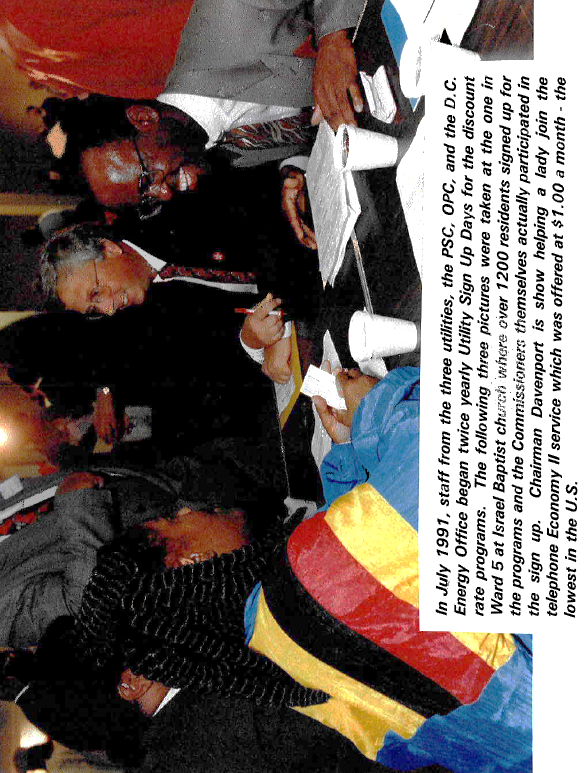 In July 1991, staff from the three utilities, the PSC, OPC, and the D.C.
Energy Office began twice yearly Utility Sign Up Days for the discount
rate programs. The following three pictures were taken at the one in
Ward 5 at Israel Baptist church where over 1200 residents signed up for
the programs and the Commissioners themselves actually participated in
the sign up. Chairman Davenport is show helping a lady join the
telephone Economy II service which was offered at $1.00 a month - the
lowest in the U.S.